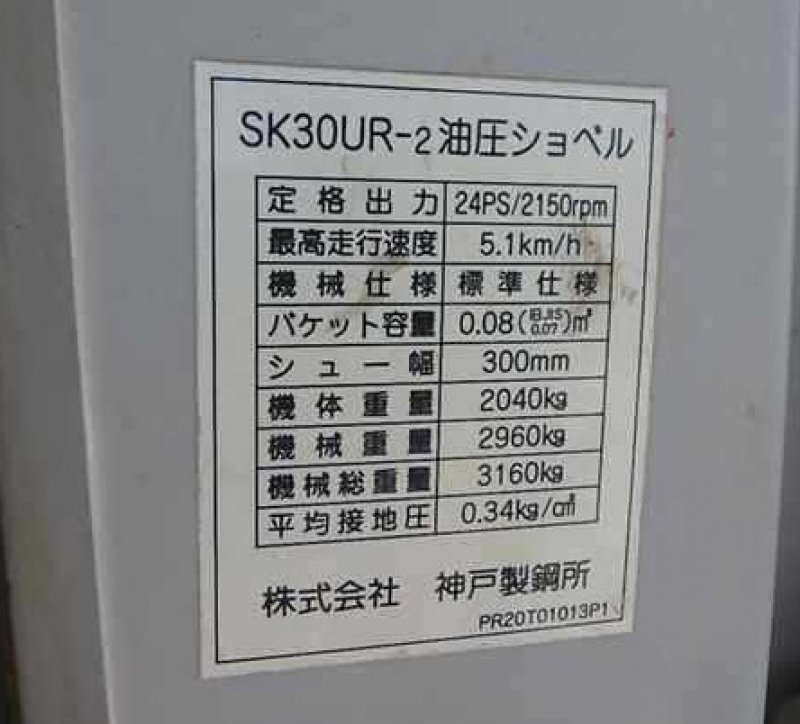 SK30UR-2油圧ショベル
定格出力 24PS/2150rpm
最高走行速度 5.1km/h
機械仕様 標準仕様
バケット容量 0.08(旧JIS 0.07)㎥
シュー幅 300mm
機体重量 2040kg
機械重量 2960kg
機械総重量 3160kg
平均接地圧 0.34kg/c㎡
株式会社 神戸製鋼所
PR20T01013P1